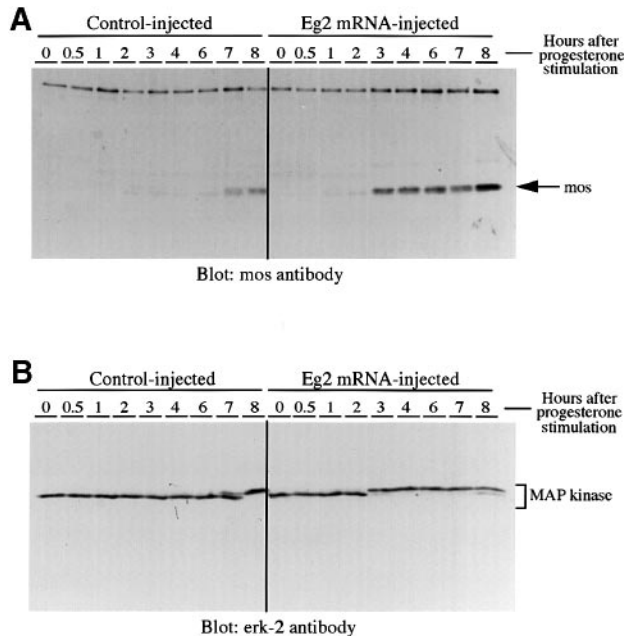 A
Control-injected Eg2 mRNA-injected
0 0.5 1 2 3 4 6 7 8 0 0.5 1 2 3 4 6 7 8
Hours after
progesterone
stimulation
mos
Blot: mos antibody
B
Control-injected Eg2 mRNA-injected
0 0.5 1 2 3 4 6 7 8 0 0.5 1 2 3 4 6 7 8
Hours after
progesterone
stimulation
MAP kinase
Blot: erk-2 antibody